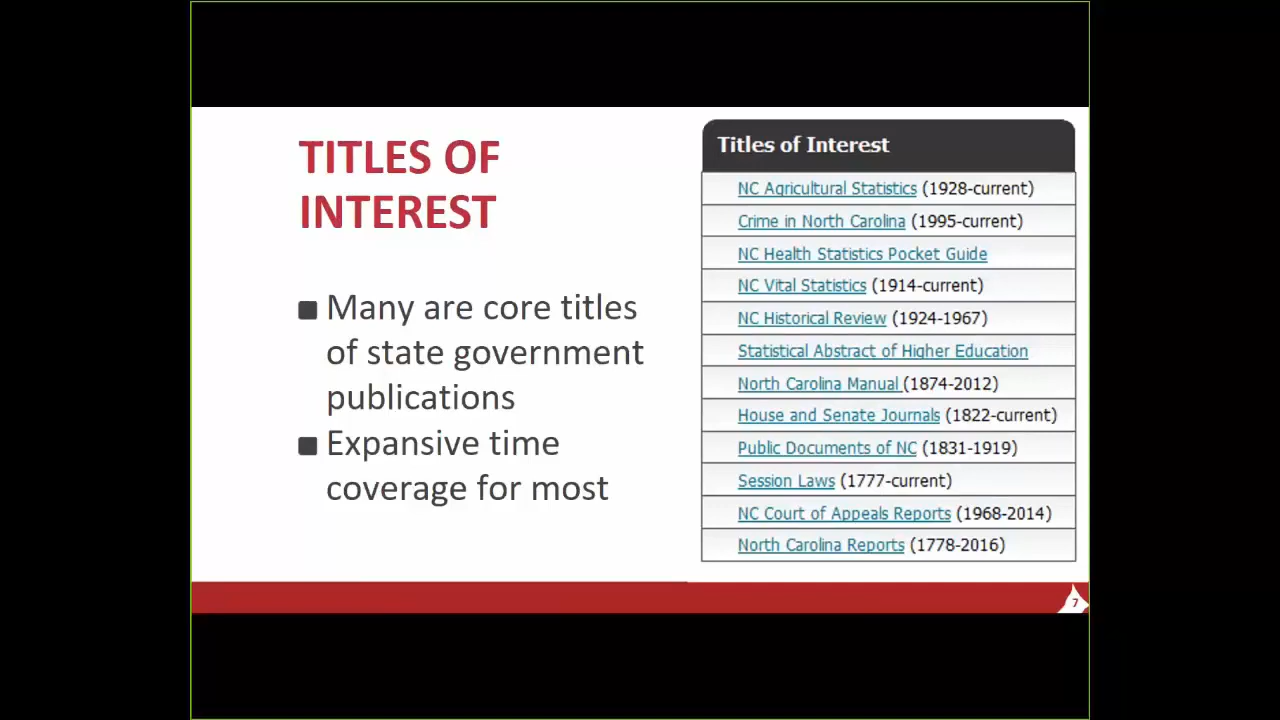 TITLES OF
INTEREST
■ Many are core titles
of state government
publications
■ Expansive time
coverage for most
Titles of Interest
NC Agricultural Statistics (1928-current)
Crime in North Carolina (1995-current)
NC Health Statistics Pocket Guide
NC Vital Statistics (1914-current)
NC Historical Review (1924-1967)
Statistical Abstract of Higher Education
North Carolina Manual (1874-2012)
House and Senate Journals (1822-current)
Public Documents of NC (1831-1919)
Session Laws (1777-current)
NC Court of Appeals Reports (1968-2014)
North Carolina Reports (1778-2016)
7